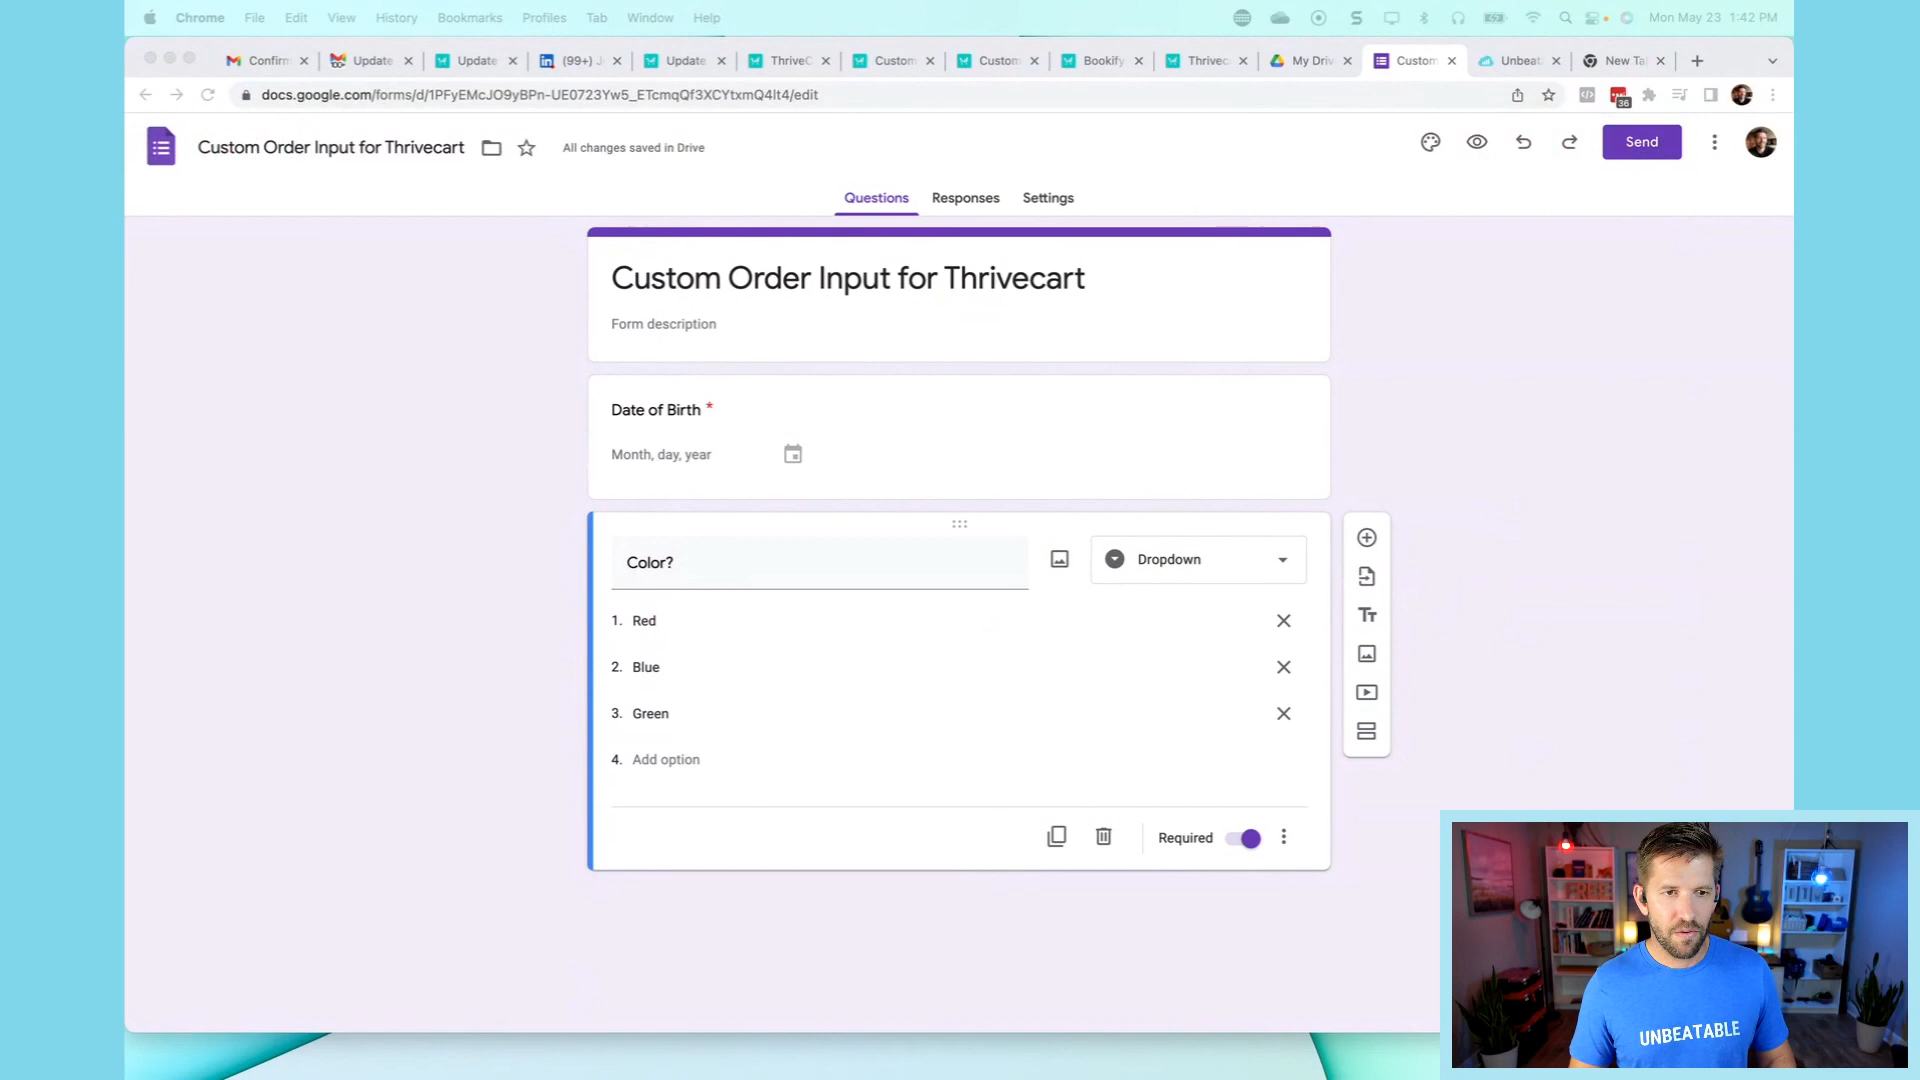 Chrome File Edit View History Bookmarks Profiles Tab Window Help
Mon May 23 1:42 PM
Confirm Update Update (99+) J Update ThriveC Custom Custom Bookify Thrivec My Driv Custom Unbeat New Ta
docs.google.com/forms/d/1PFyEMcJO9yBPn-UE0723Yw5_ETcmqQf3XCYtxmQ4lt4/edit
36
Custom Order Input for Thrivecart
All changes saved in Drive
Send
Questions Responses Settings
Custom Order Input for Thrivecart
Form description
Date of Birth *
Month, day, year
Color?
Dropdown
1. Red
2. Blue
3. Green
4. Add option
Required
UNBEATABLE